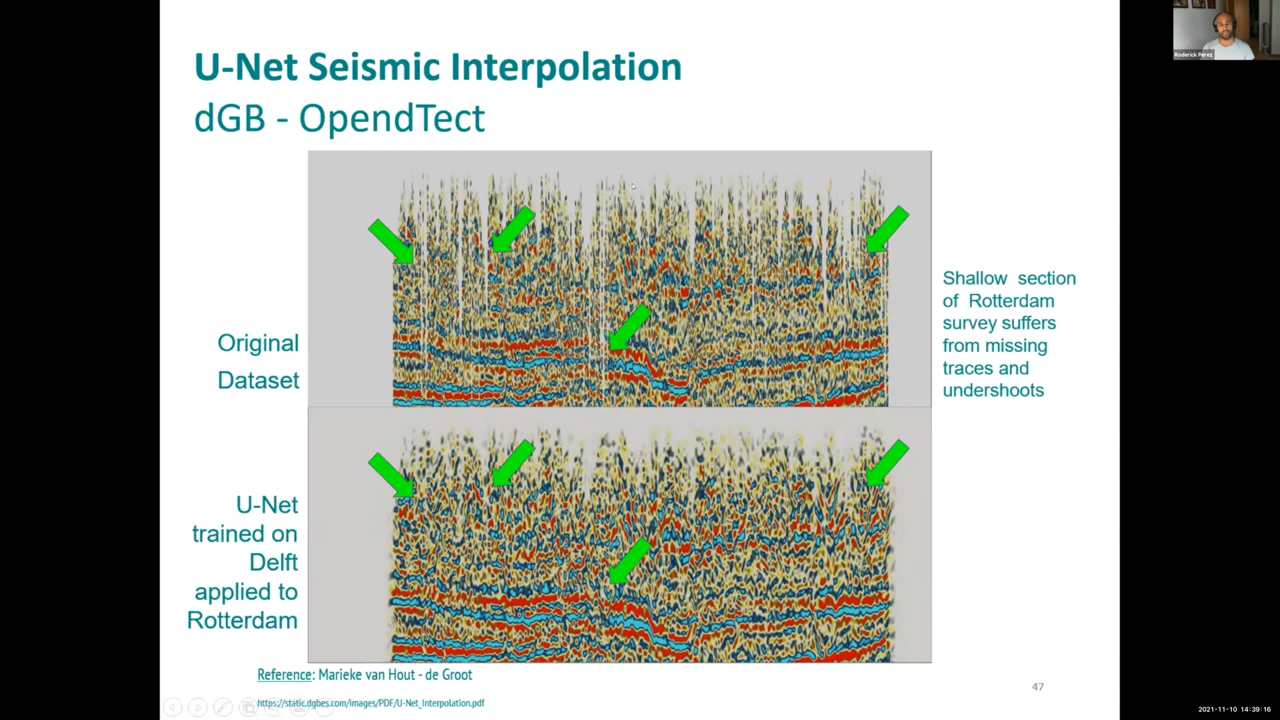 U-Net Seismic Interpolation
dGB - OpendTect
Original
Dataset
Shallow section
of Rotterdam
survey suffers
from missing
traces and
undershoots
U-Net
trained on
Delft
applied to
Rotterdam
Reference: Marieke van Hout - de Groot
https://static.dgbes.com/images/PDF/U-Net_Interpolation.pdf
47
Roderick Perez
2021-11-10 14:39:16